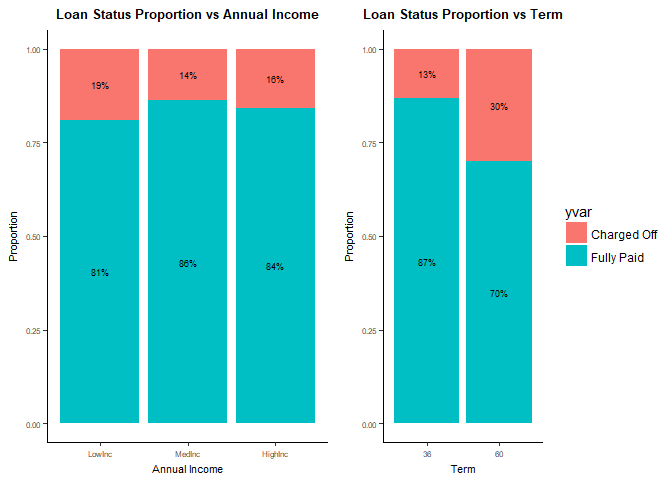 Loan Status Proportion vs Annual Income
1.00
0.75
0.50
0.25
0.00
Proportion
19%
14%
16%
81%
86%
84%
LowInc
MedInc
HighInc
Annual Income
Loan Status Proportion vs Term
1.00
0.75
0.50
0.25
0.00
Proportion
13%
30%
87%
70%
36
60
Term
yvar
Charged Off
Fully Paid